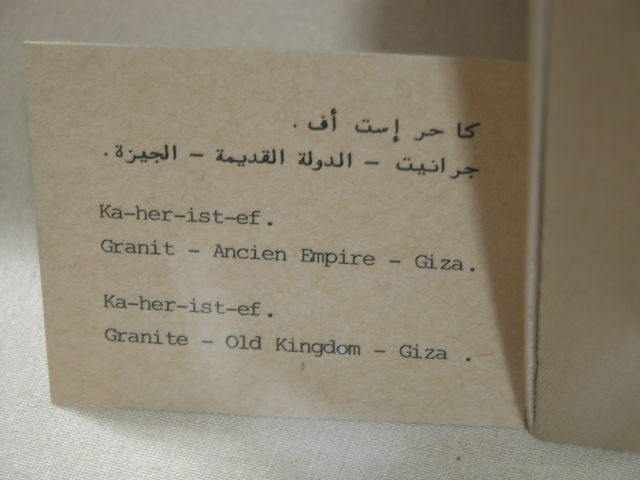 كا حر إست أف .
جرانيت – الدولة القديمة – الجيزة.
Ka-her-ist-ef.
Granit - Ancien Empire - Giza.
Ka-her-ist-ef.
Granite - Old Kingdom - Giza .